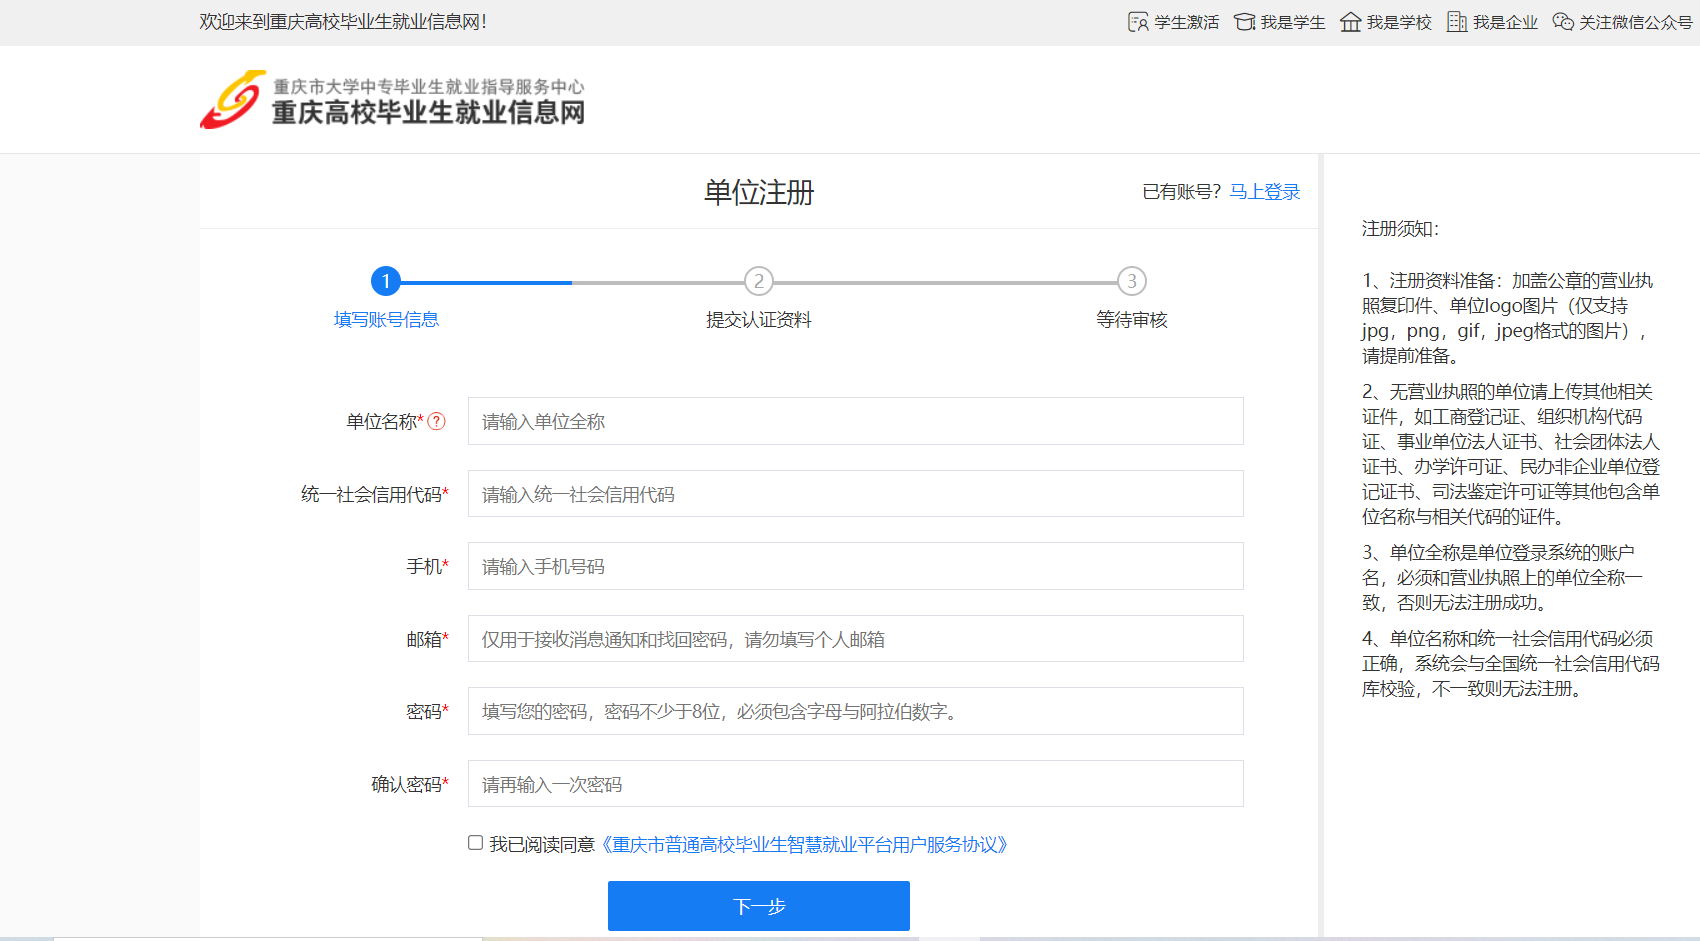 欢迎来到重庆高校毕业生就业信息网！
学生激活 我是学生 我是学校 我是企业 关注微信公众号
重庆市大学中专毕业生就业指导服务中心
重庆高校毕业生就业信息网
单位注册
已有账号？马上登录
1 2 3
填写账号信息 提交认证资料 等待审核
单位名称*? 请输入单位全称
统一社会信用代码* 请输入统一社会信用代码
手机* 请输入手机号码
邮箱* 仅用于接收消息通知和找回密码，请勿填写个人邮箱
密码* 填写您的密码，密码不少于8位，必须包含字母与阿拉伯数字。
确认密码* 请再输入一次密码
我已阅读同意《重庆市普通高校毕业生智慧就业平台用户服务协议》
下一步
注册须知：
1、注册资料准备：加盖公章的营业执
照复印件、单位logo图片（仅支持
jpg，png，gif，jpeg格式的图片），
请提前准备。
2、无营业执照的单位请上传其他相关
证件，如工商登记证、组织机构代码
证、事业单位法人证书、社会团体法人
证书、办学许可证、民办非企业单位登
记证书、司法鉴定许可证等其他包含单
位名称与相关代码的证件。
3、单位全称是单位登录系统的账户
名，必须和营业执照上的单位全称一
致，否则无法注册成功。
4、单位名称和统一社会信用代码必须
正确，系统会与全国统一社会信用代码
库校验，不一致则无法注册。